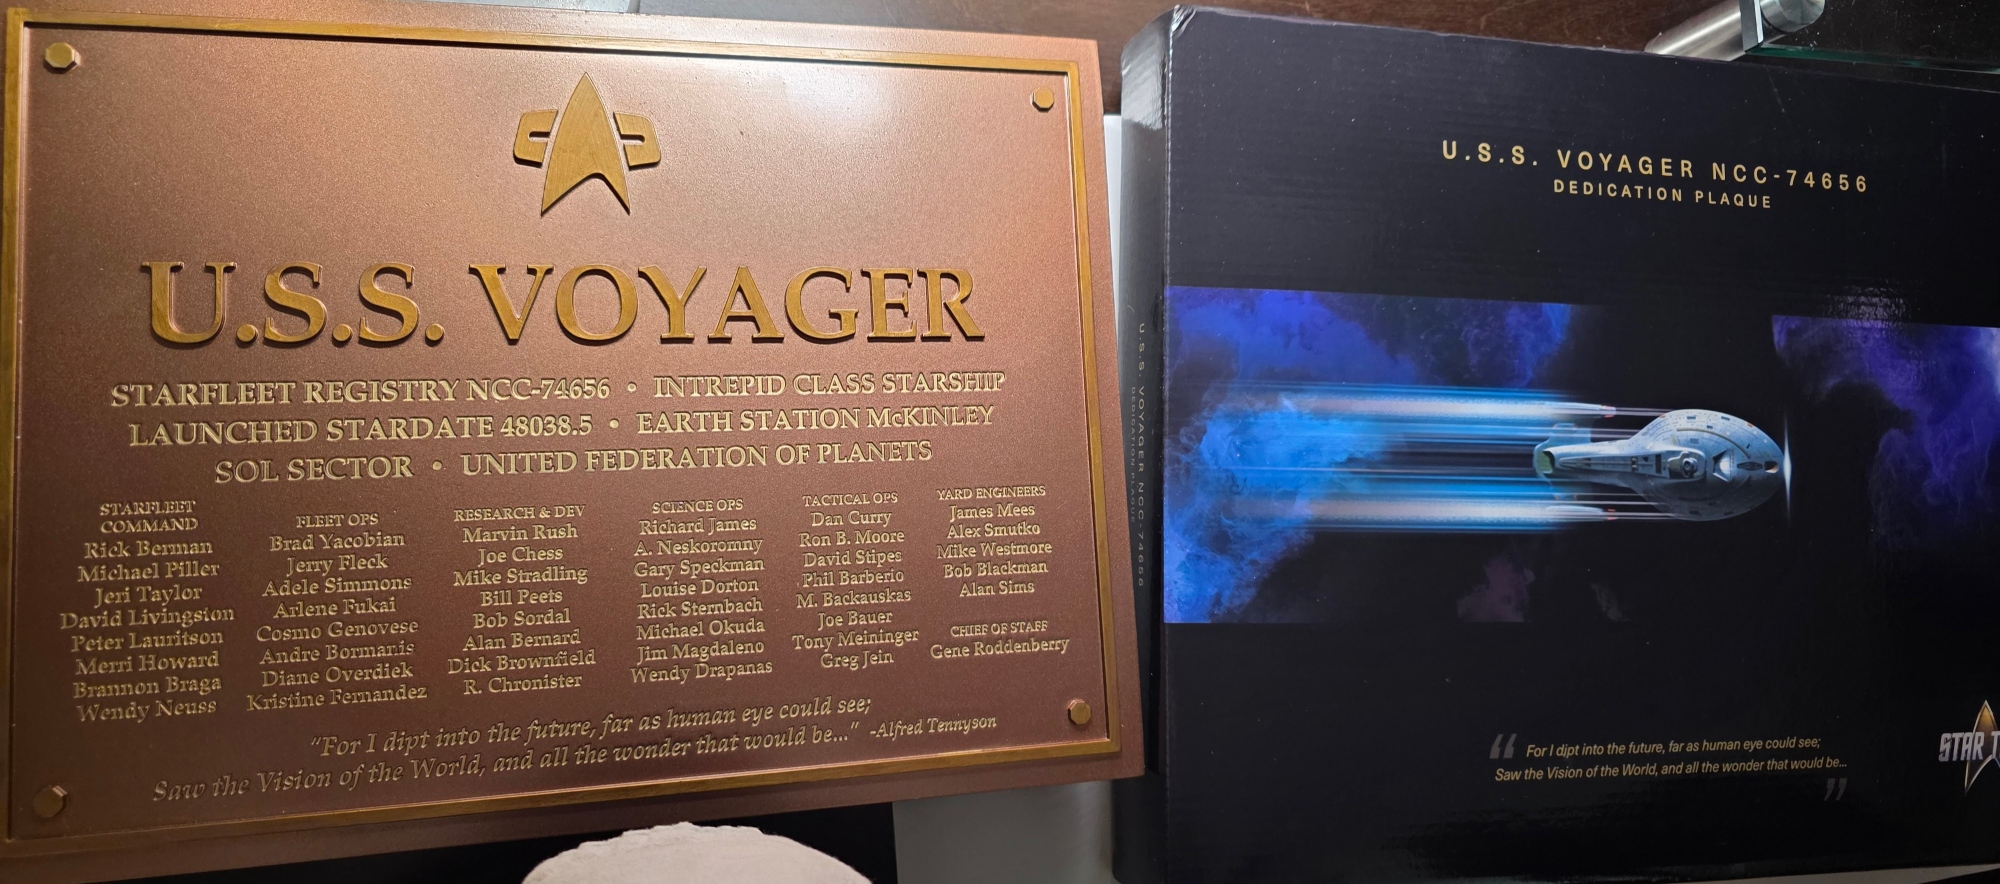 U.S.S. VOYAGER
STARFLEET REGISTRY NCC-74656 • INTREPID CLASS STARSHIP
LAUNCHED STARDATE 48038.5 • EARTH STATION McKINLEY
SOL SECTOR • UNITED FEDERATION OF PLANETS
STARFLEET
COMMAND
Rick Berman
Michael Piller
Jeri Taylor
David Livingston
Peter Lauritson
Merri Howard
Brannon Braga
Wendy Neuss
FLEET OPS
Brad Yacobian
Jerry Fleck
Adele Simmons
Arlene Fukai
Cosmo Genovese
Andre Bormanis
Diane Overdiek
Kristine Fernandez
RESEARCH & DEV
Marvin Rush
Joe Chess
Mike Stradling
Bill Peets
Bob Sordal
Alan Bernard
Dick Brownfield
R. Chronister
SCIENCE OPS
Richard James
A. Neskoromny
Gary Speckman
Louise Dorton
Rick Sternbach
Michael Okuda
Jim Magdaleno
Wendy Drapanas
TACTICAL OPS
Dan Curry
Ron B. Moore
David Stipes
Phil Barberio
M. Backauskas
Joe Bauer
Tony Meininger
Greg Jein
YARD ENGINEERS
James Mees
Alex Smutko
Mike Westmore
Bob Blackman
Alan Sims
CHIEF OF STAFF
Gene Roddenberry
"For I dipt into the future, far as human eye could see;
Saw the Vision of the World, and all the wonder that would be..." -Alfred Tennyson
U.S.S. VOYAGER NCC-74656
DEDICATION PLAQUE
U.S.S. VOYAGER NCC-74656
DEDICATION PLAQUE
“ For I dipt into the future, far as human eye could see;
Saw the Vision of the World, and all the wonder that would be... ”
STAR T